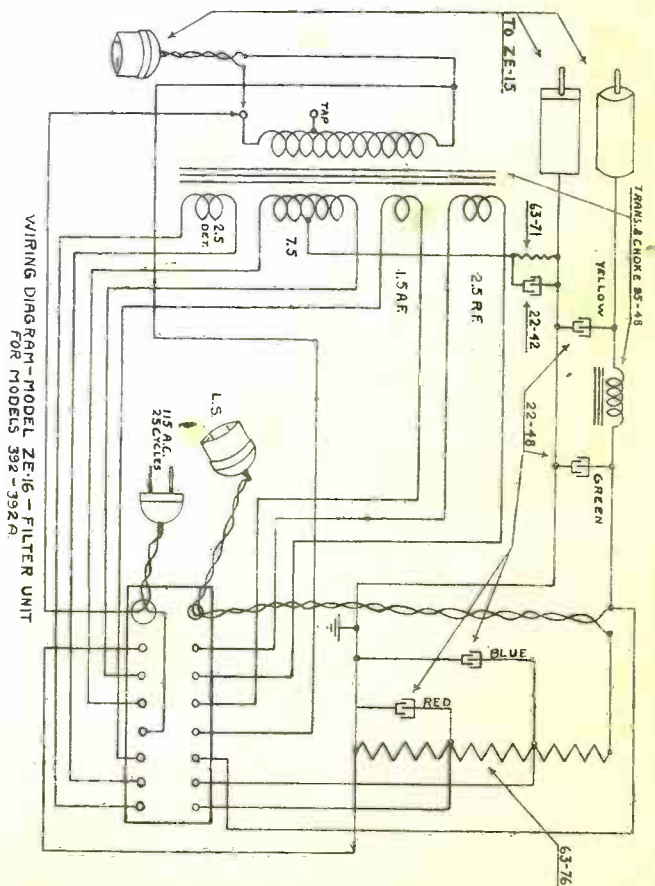 TO ZE-15
TRANS. & CHOKE 95-48
YELLOW
63-71
22-42
22-48
GREEN
TAP
2.5
DET.
7.5
1.5 A.F.
2.5 R.F.
L.S.
115 A.C.
25 CYCLES
BLUE
RED
63-76
WIRING DIAGRAM - MODEL ZE-16 - FILTER UNIT
FOR MODELS 392 - 392A.